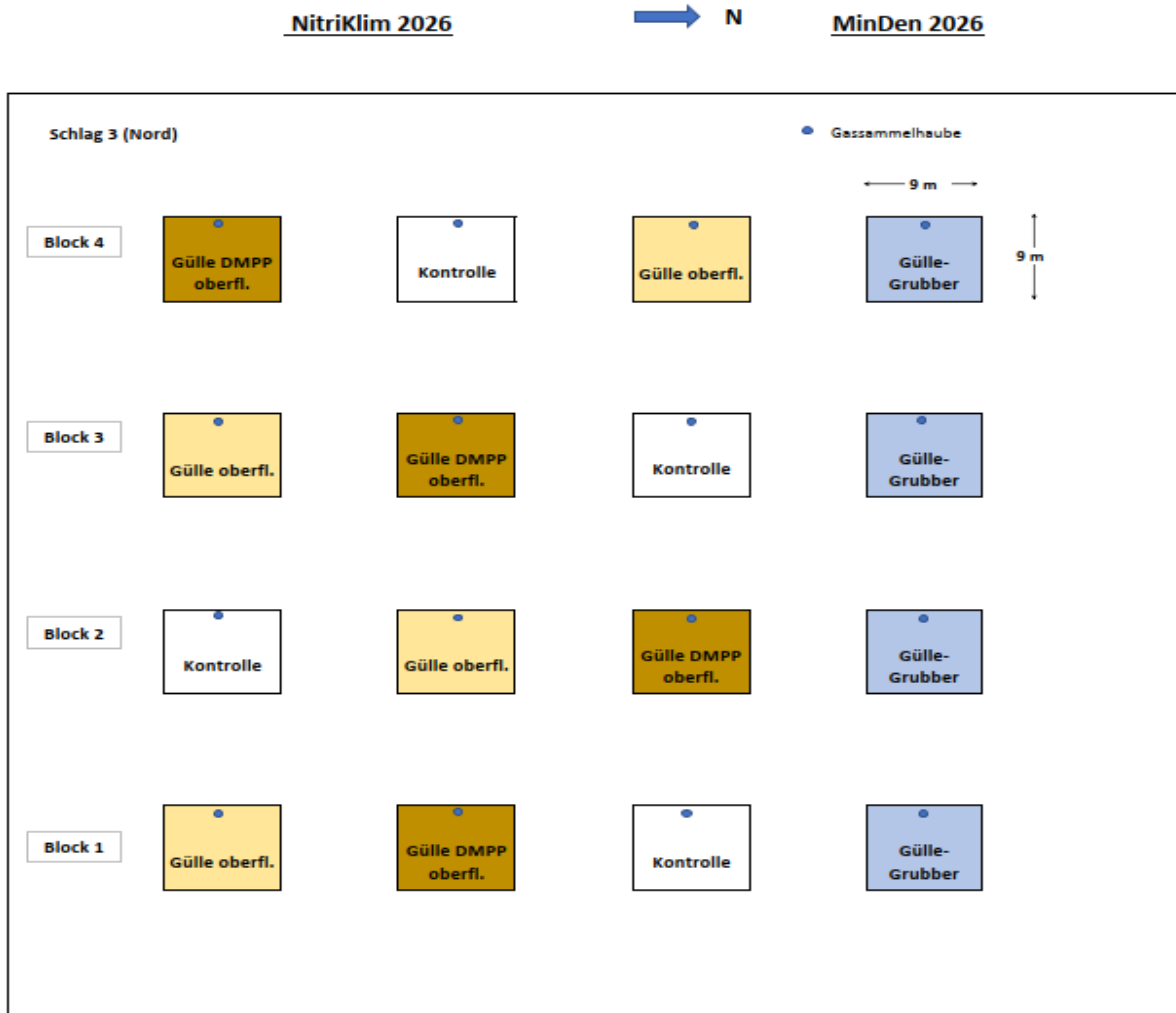 NitriKlim 2026
N
MinDen 2026
Schlag 3 (Nord)
Gassammelhaube
9 m
9 m
Block 4
Gülle DMPP
oberfl.
Kontrolle
Gülle oberfl.
Gülle-
Grubber
Block 3
Gülle oberfl.
Gülle DMPP
oberfl.
Kontrolle
Gülle-
Grubber
Block 2
Kontrolle
Gülle oberfl.
Gülle DMPP
oberfl.
Gülle-
Grubber
Block 1
Gülle oberfl.
Gülle DMPP
oberfl.
Kontrolle
Gülle-
Grubber